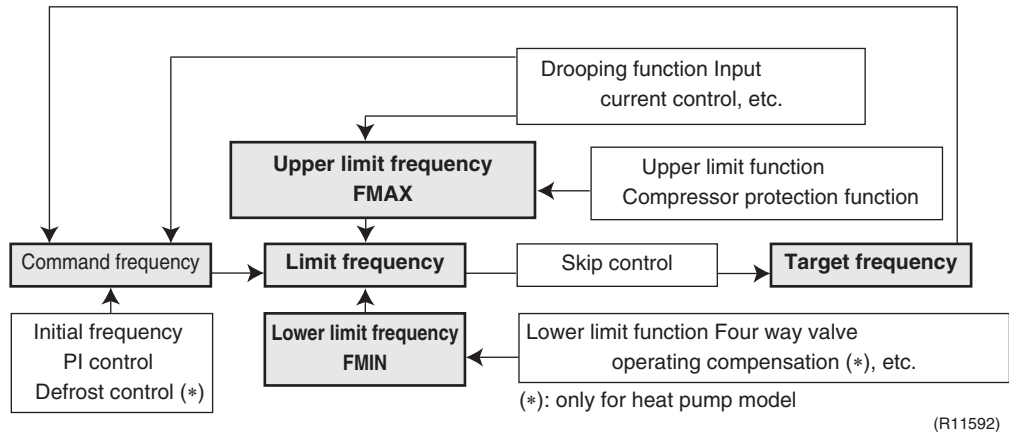 Drooping function Input
current control, etc.
Upper limit frequency
FMAX
Upper limit function
Compressor protection function
Command frequency
Limit frequency
Skip control
Target frequency
Initial frequency
PI control
Defrost control (∗)
Lower limit frequency
FMIN
Lower limit function Four way valve
operating compensation (∗), etc.
(∗): only for heat pump model
(R11592)